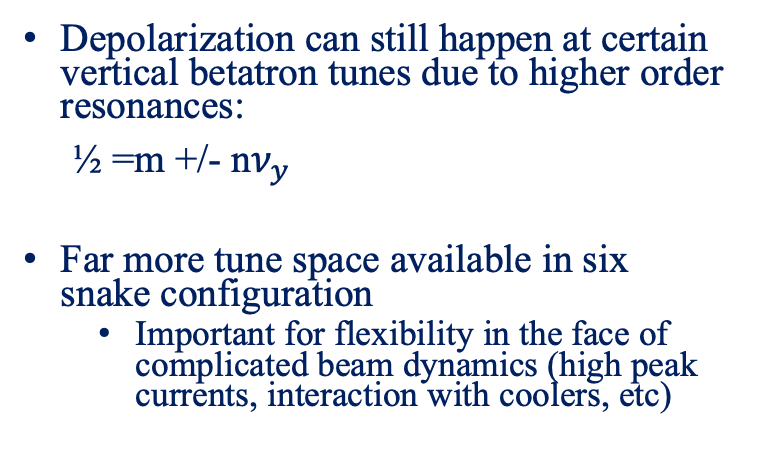 • Depolarization can still happen at certain
vertical betatron tunes due to higher order
resonances:
½ =m +/- nνy
• Far more tune space available in six
snake configuration
• Important for flexibility in the face of
complicated beam dynamics (high peak
currents, interaction with coolers, etc)